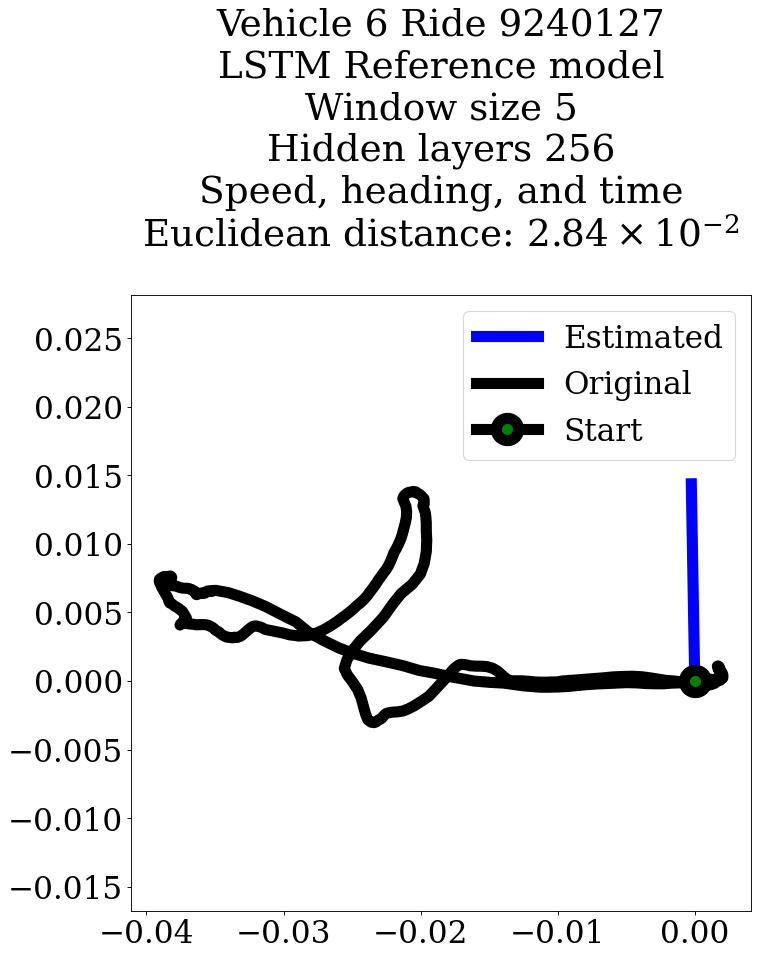 Vehicle 6 Ride 9240127
LSTM Reference model
Window size 5
Hidden layers 256
Speed, heading, and time
Euclidean distance: 2.84 × 10⁻²
Estimated
Original
Start
0.025
0.020
0.015
0.010
0.005
0.000
−0.005
−0.010
−0.015
−0.04 −0.03 −0.02 −0.01 0.00